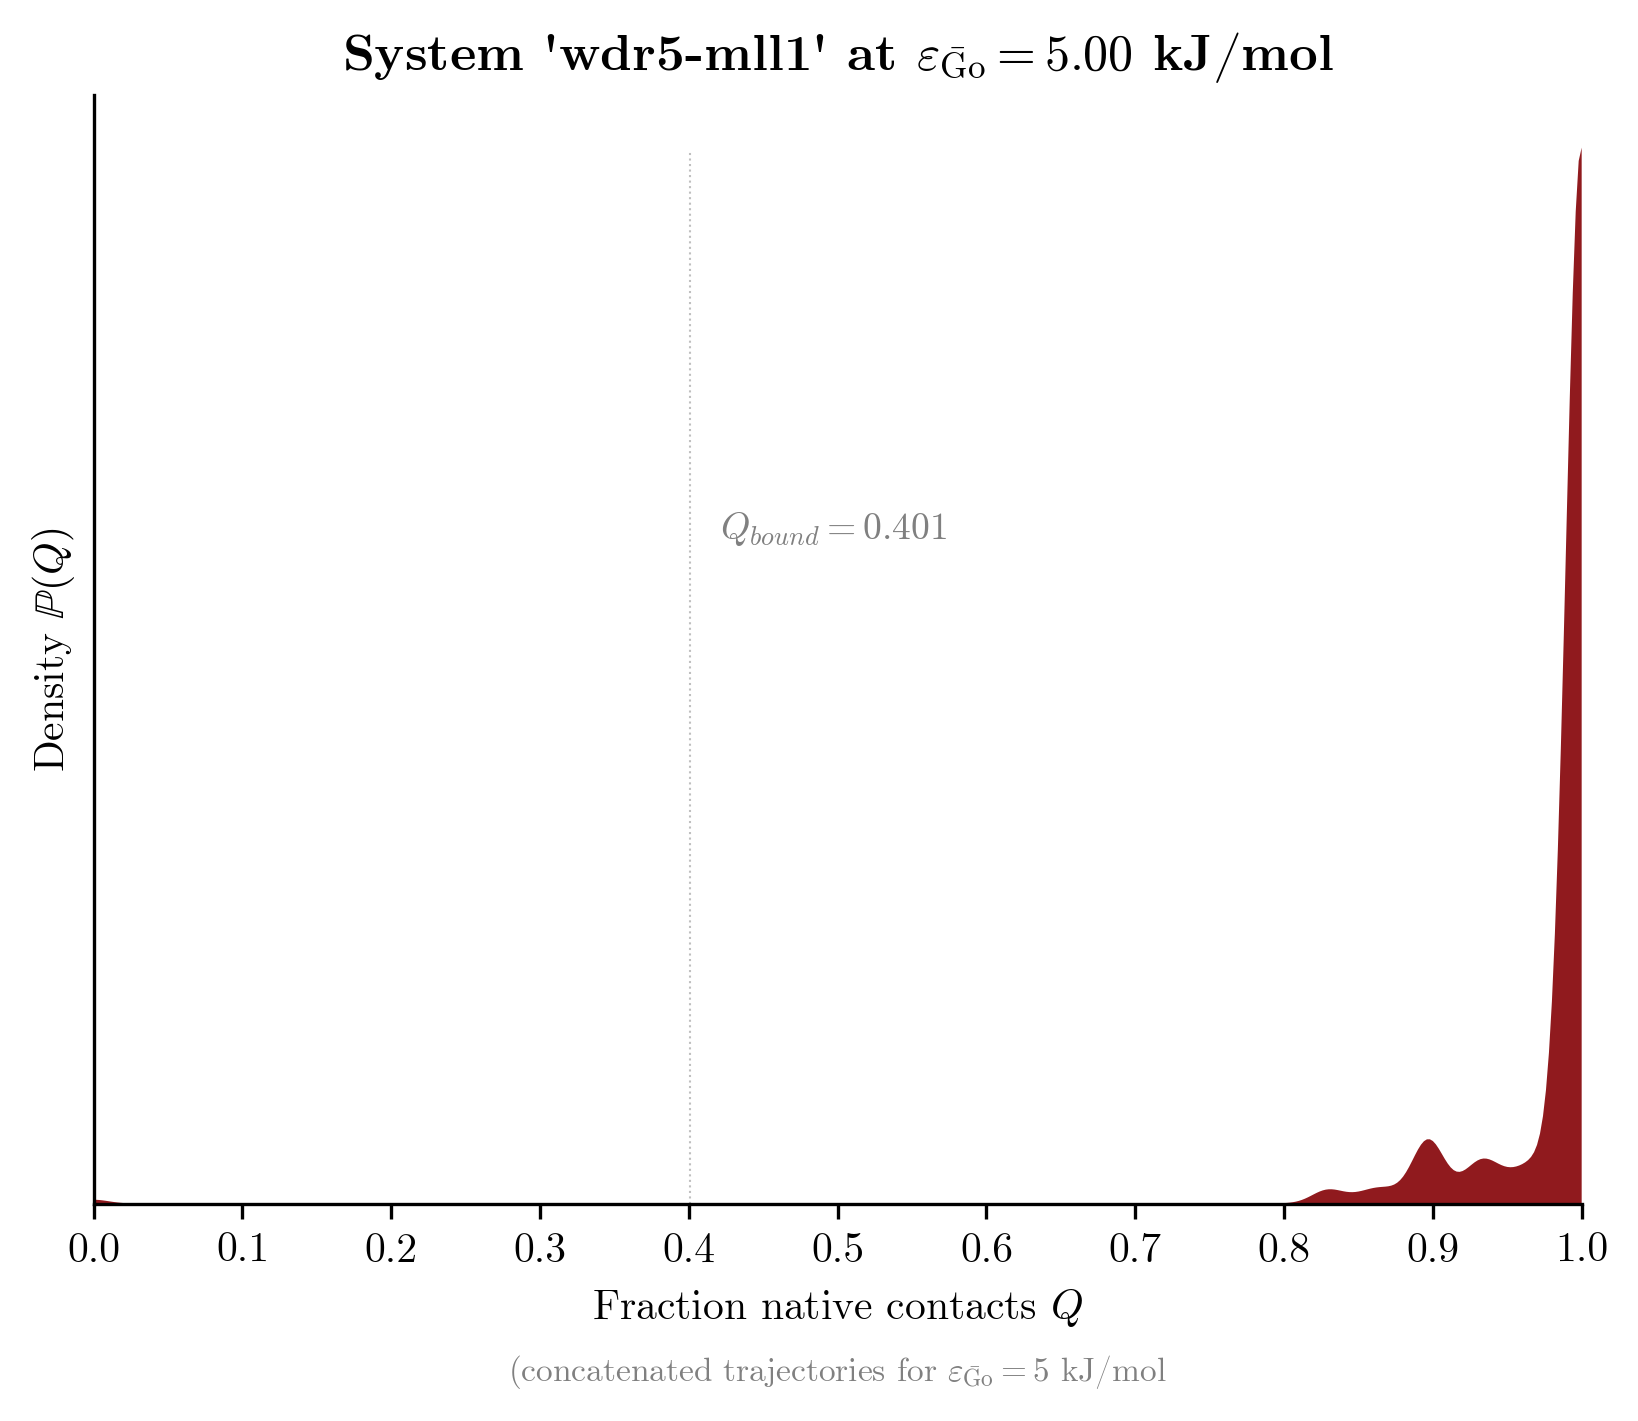 System 'wdr5-mll1' at ε_Ḡo = 5.00 kJ/mol
Density ℙ(Q)
Q_bound = 0.401
0.0 0.1 0.2 0.3 0.4 0.5 0.6 0.7 0.8 0.9 1.0
Fraction native contacts Q
(concatenated trajectories for ε_Ḡo = 5 kJ/mol